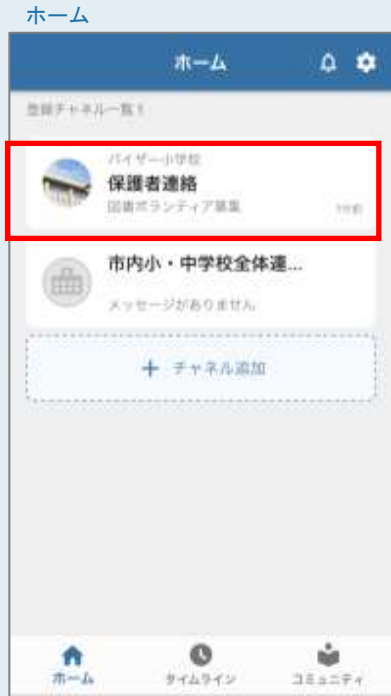 ホーム
ホーム
登録チャネル一覧
バイザー小学校
保護者連絡
図書ボランティア募集
市内小・中学校全体連...
メッセージがありません
+ チャネル追加
ホーム
タイムライン
コミュニティ